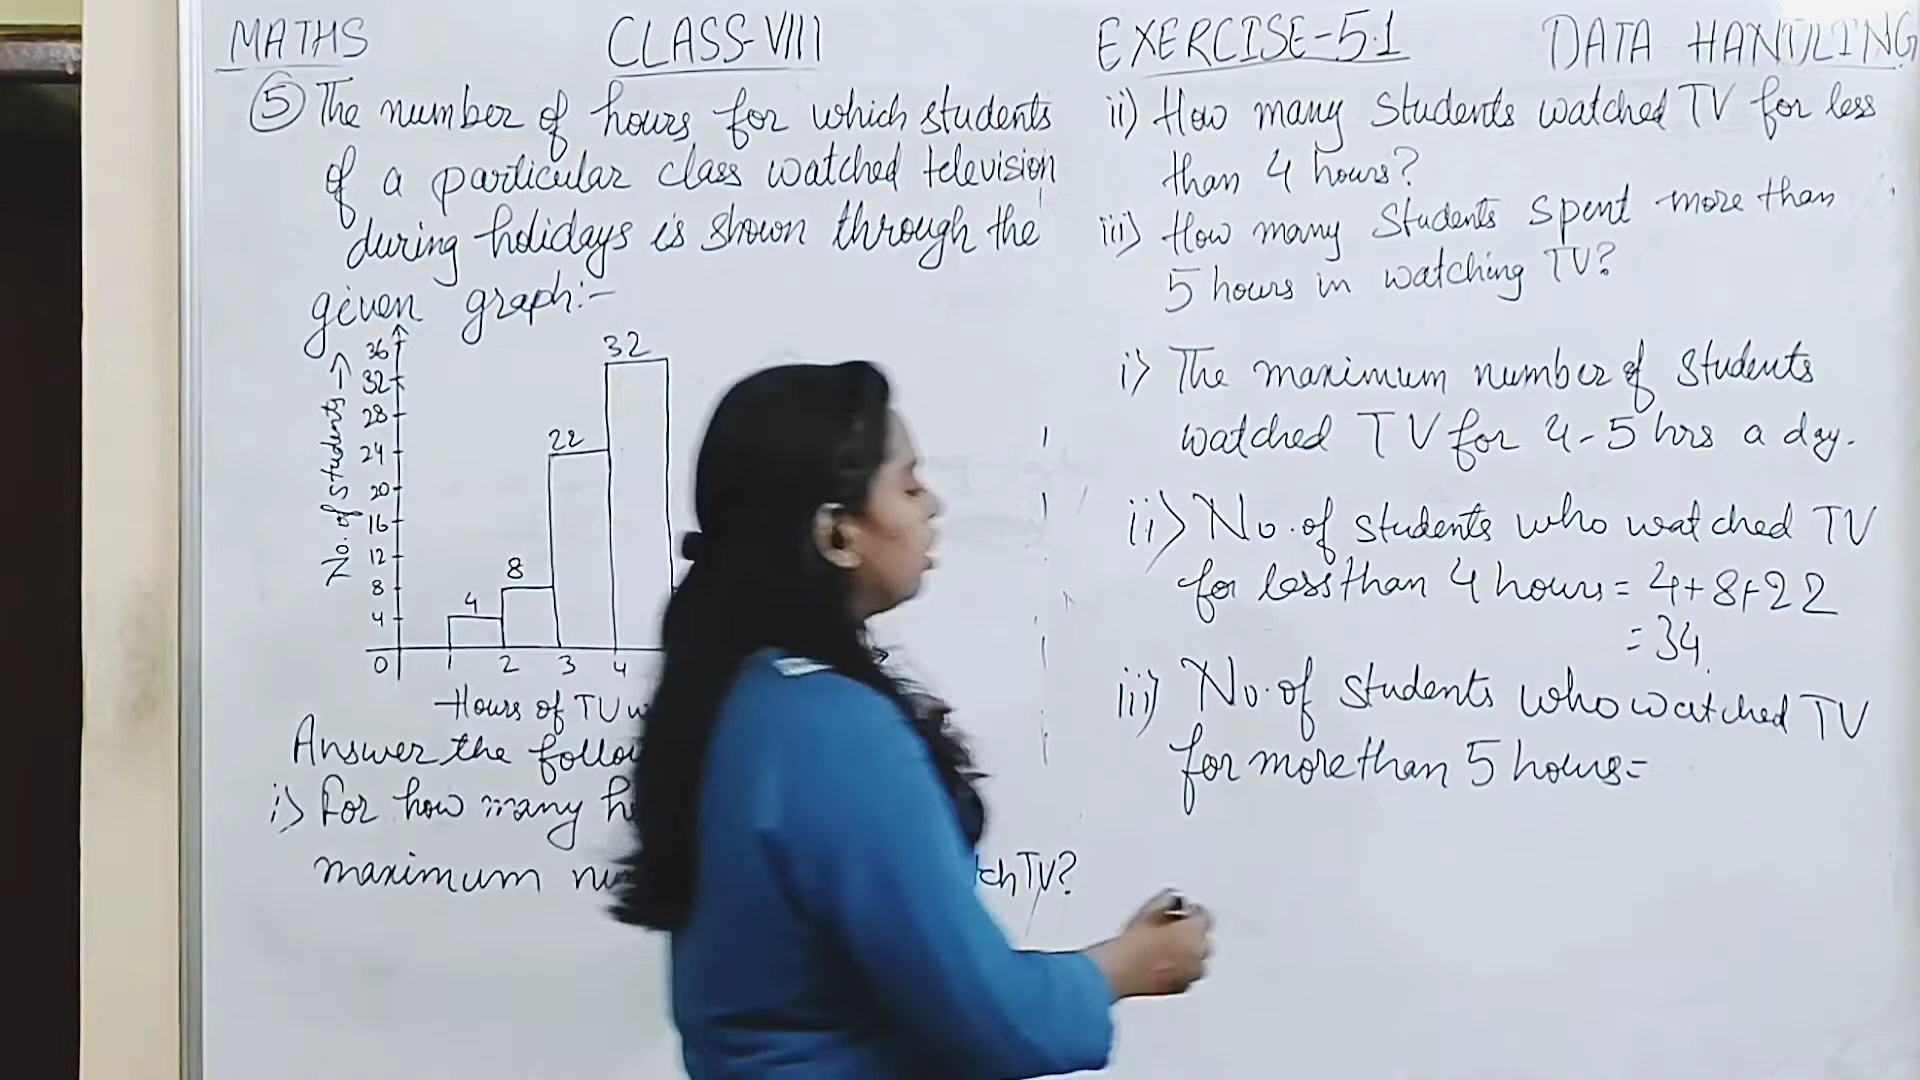 MATHS CLASS-VIII EXERCISE-5.1 DATA HANDLING
5 The number of hours for which students
of a particular class watched television
during holidays is shown through the
given graph:-
No. of students →
36
32
28
24
20
16
12
8
4
0 1 2 3 4
4
8
22
32
Hours of TV
Answer the
i) For how many
maximum
TV?
ii) How many students watched TV for less
than 4 hours?
iii) How many students spent more than
5 hours in watching TV?
i) The maximum number of students
watched TV for 4-5 hrs a day.
ii) No. of students who watched TV
for less than 4 hours = 4+8+22
= 34
iii) No. of students who watched TV
for more than 5 hours =